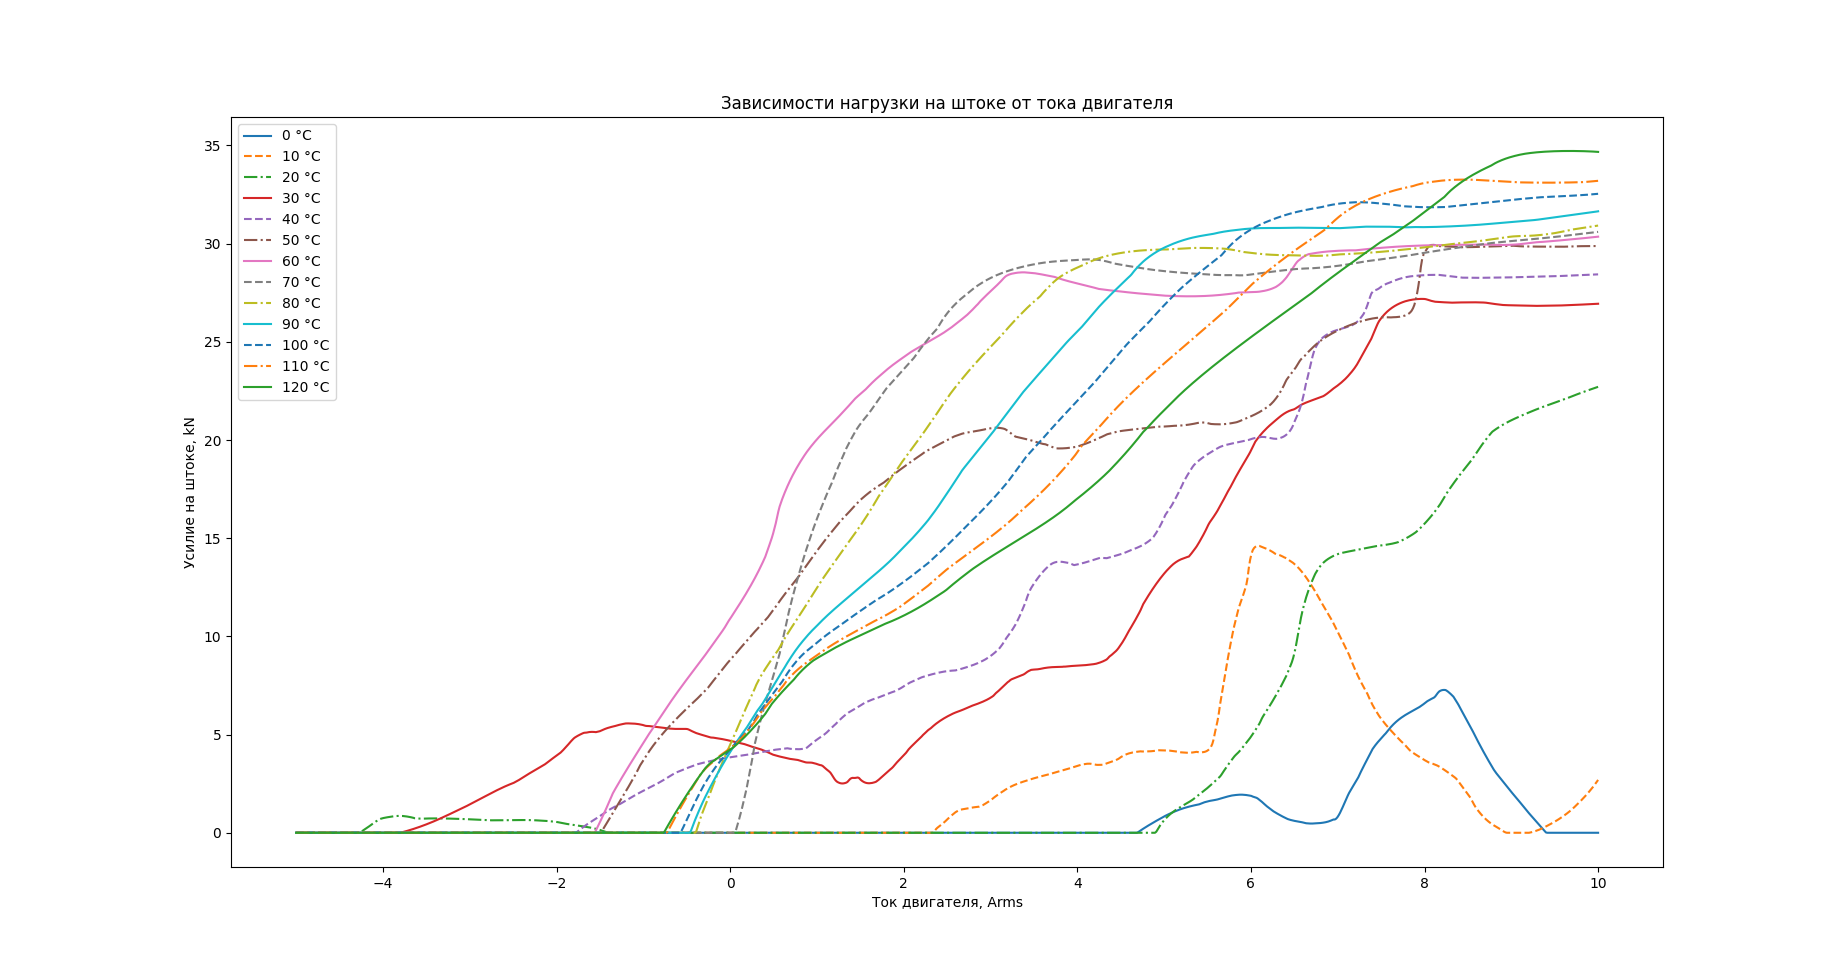 Зависимости нагрузки на штоке от тока двигателя
0 °C
10 °C
20 °C
30 °C
40 °C
50 °C
60 °C
70 °C
80 °C
90 °C
100 °C
110 °C
120 °C
Усилие на штоке, kN
35
30
25
20
15
10
5
0
−4
−2
0
2
4
6
8
10
Ток двигателя, Arms